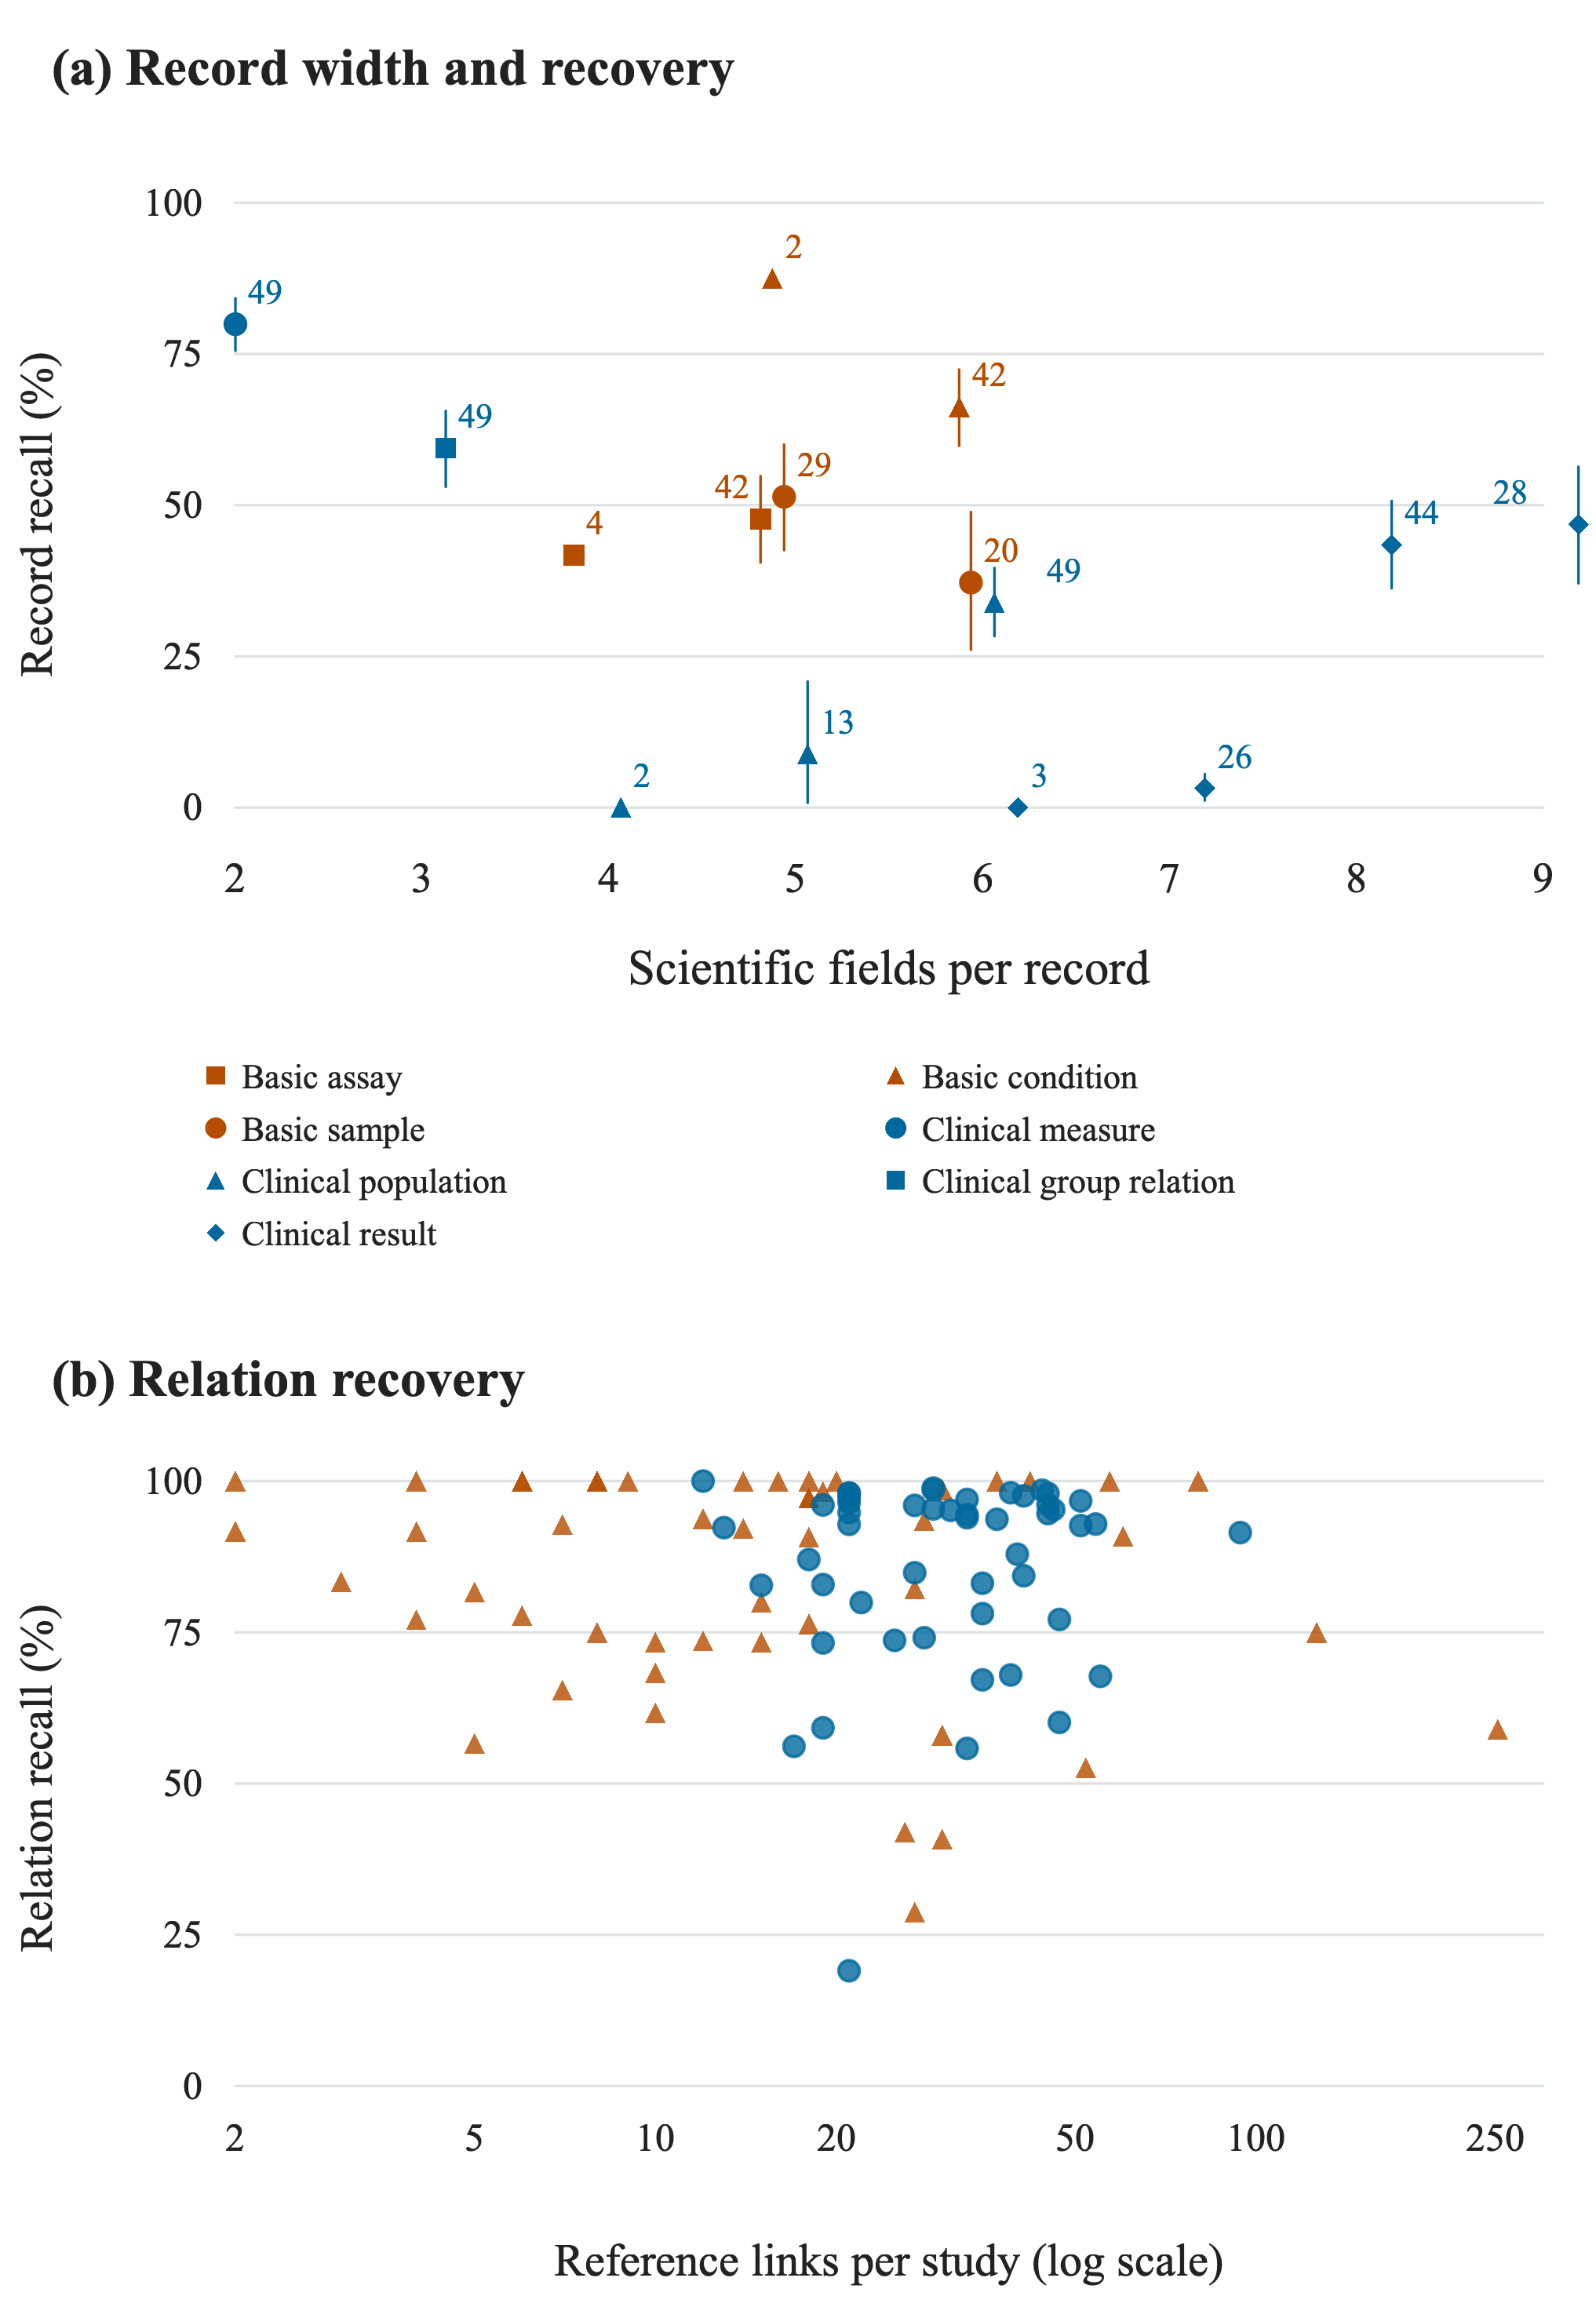 (a) Record width and recovery
Record recall (%)
100
75
50
25
0
49
49
4
42
2
29
42
20
49
2
13
3
26
44
28
2 3 4 5 6 7 8 9
Scientific fields per record
Basic assay
Basic condition
Basic sample
Clinical measure
Clinical population
Clinical group relation
Clinical result
(b) Relation recovery
Relation recall (%)
100
75
50
25
0
2 5 10 20 50 100 250
Reference links per study (log scale)